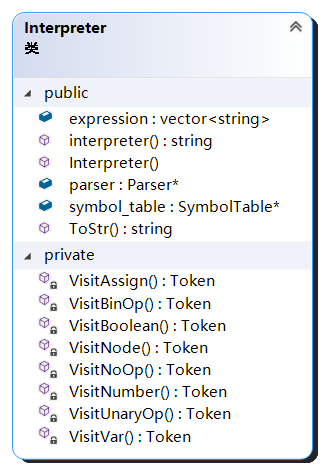 Interpreter
类
public
expression : vector<string>
interpreter() : string
Interpreter()
parser : Parser*
symbol_table : SymbolTable*
ToStr() : string
private
VisitAssign() : Token
VisitBinOp() : Token
VisitBoolean() : Token
VisitNode() : Token
VisitNoOp() : Token
VisitNumber() : Token
VisitUnaryOp() : Token
VisitVar() : Token